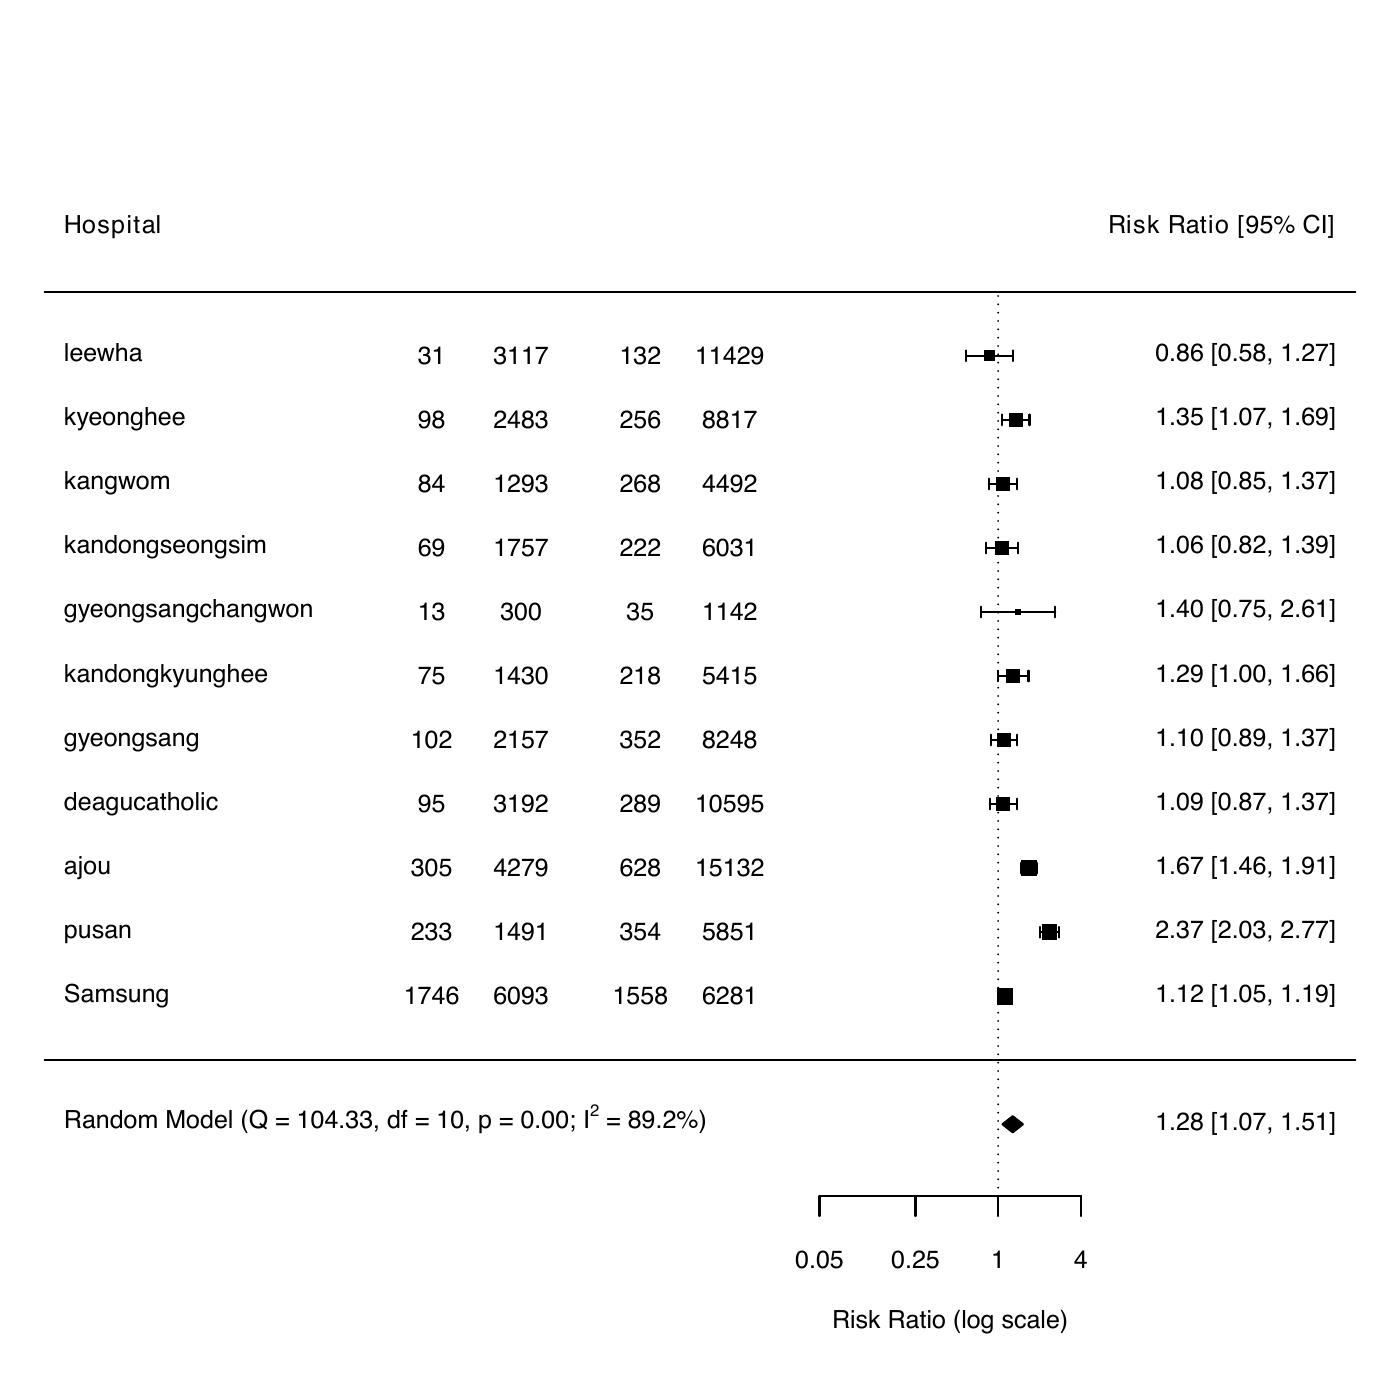 Hospital Risk Ratio [95% CI]
leewha 31 3117 132 11429 0.86 [0.58, 1.27]
kyeonghee 98 2483 256 8817 1.35 [1.07, 1.69]
kangwom 84 1293 268 4492 1.08 [0.85, 1.37]
kandongseongsim 69 1757 222 6031 1.06 [0.82, 1.39]
gyeongsangchangwon 13 300 35 1142 1.40 [0.75, 2.61]
kandongkyunghee 75 1430 218 5415 1.29 [1.00, 1.66]
gyeongsang 102 2157 352 8248 1.10 [0.89, 1.37]
deagucatholic 95 3192 289 10595 1.09 [0.87, 1.37]
ajou 305 4279 628 15132 1.67 [1.46, 1.91]
pusan 233 1491 354 5851 2.37 [2.03, 2.77]
Samsung 1746 6093 1558 6281 1.12 [1.05, 1.19]
Random Model (Q = 104.33, df = 10, p = 0.00; I² = 89.2%) 1.28 [1.07, 1.51]
0.05 0.25 1 4
Risk Ratio (log scale)